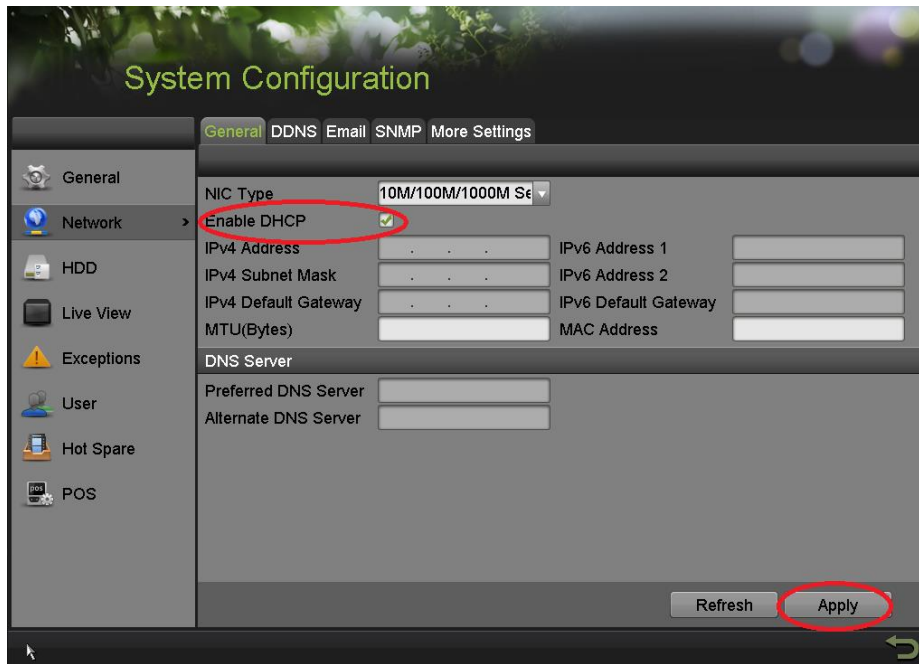 System Configuration
General DDNS Email SNMP More Settings
General
Network >
HDD
Live View
Exceptions
User
Hot Spare
POS
NIC Type 10M/100M/1000M Se
Enable DHCP
IPv4 Address . . . IPv6 Address 1
IPv4 Subnet Mask . . . IPv6 Address 2
IPv4 Default Gateway . . . IPv6 Default Gateway
MTU(Bytes) MAC Address
DNS Server
Preferred DNS Server
Alternate DNS Server
Refresh Apply